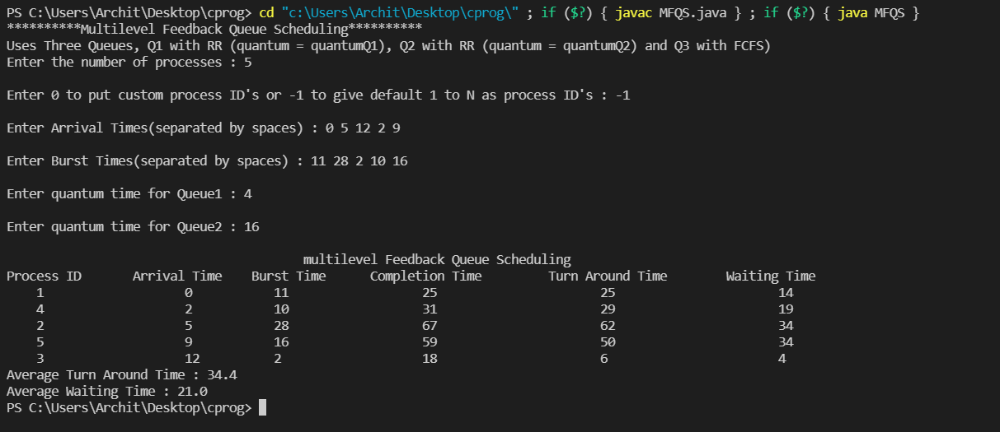 PS C:\Users\Archit\Desktop\cprog> cd "c:\Users\Archit\Desktop\cprog\" ; if ($?) { javac MFQS.java } ; if ($?) { java MFQS }
**********Multilevel Feedback Queue Scheduling**********
Uses Three Queues, Q1 with RR (quantum = quantumQ1), Q2 with RR (quantum = quantumQ2) and Q3 with FCFS)
Enter the number of processes : 5
Enter 0 to put custom process ID's or -1 to give default 1 to N as process ID's : -1
Enter Arrival Times(separated by spaces) : 0 5 12 2 9
Enter Burst Times(separated by spaces) : 11 28 2 10 16
Enter quantum time for Queue1 : 4
Enter quantum time for Queue2 : 16
multilevel Feedback Queue Scheduling
Process ID Arrival Time Burst Time Completion Time Turn Around Time Waiting Time
1 0 11 25 25 14
4 2 10 31 29 19
2 5 28 67 62 34
5 9 16 59 50 34
3 12 2 18 6 4
Average Turn Around Time : 34.4
Average Waiting Time : 21.0
PS C:\Users\Archit\Desktop\cprog>